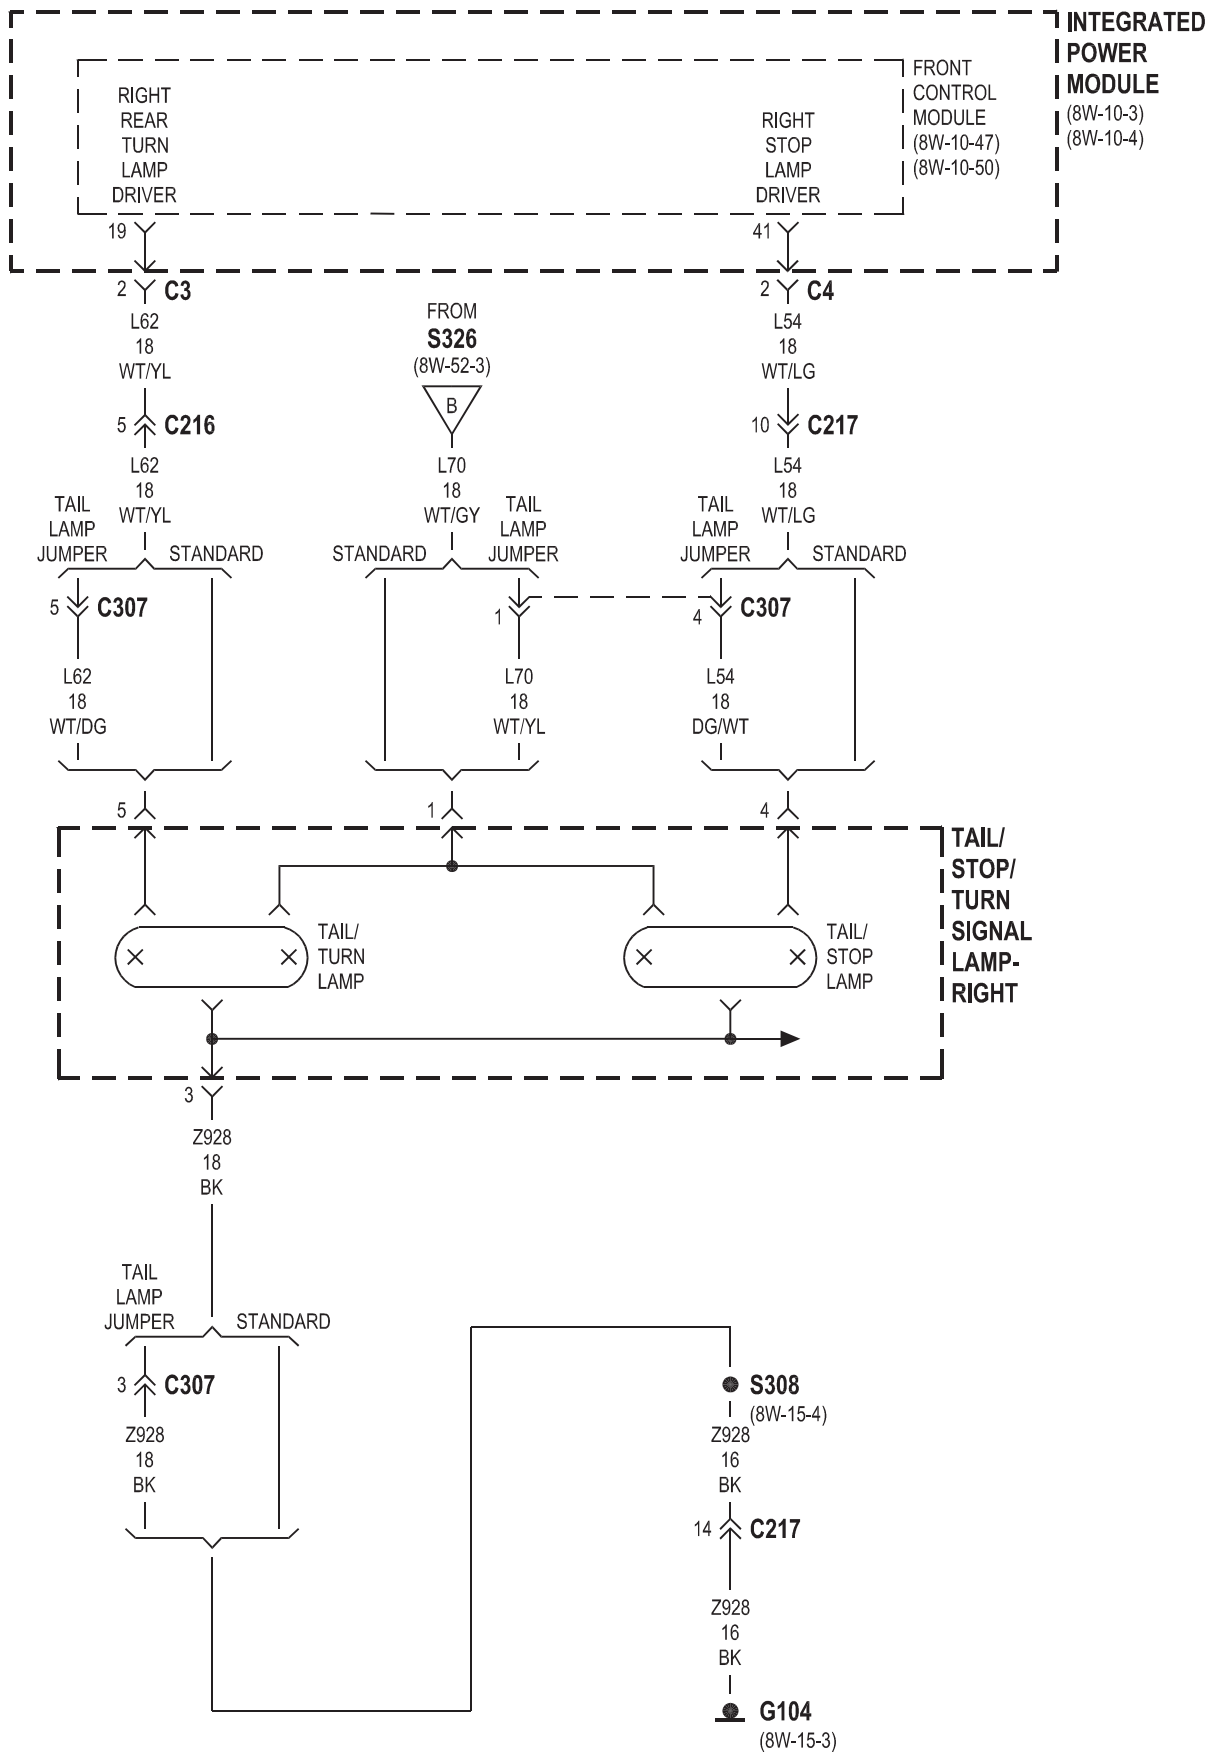 INTEGRATED
POWER
MODULE
(8W-10-3)
(8W-10-4)
FRONT
CONTROL
MODULE
(8W-10-47)
(8W-10-50)
RIGHT
REAR
TURN
LAMP
DRIVER
RIGHT
STOP
LAMP
DRIVER
19
41
2 C3
2 C4
L62
18
WT/YL
FROM
S326
(8W-52-3)
B
L54
18
WT/LG
5 C216
10 C217
L62
18
WT/YL
L70
18
WT/GY
L54
18
WT/LG
TAIL
LAMP
JUMPER
STANDARD
STANDARD
TAIL
LAMP
JUMPER
TAIL
LAMP
JUMPER
STANDARD
5 C307
1
4 C307
L62
18
WT/DG
L70
18
WT/YL
L54
18
DG/WT
5
1
4
TAIL/
STOP/
TURN
SIGNAL
LAMP-
RIGHT
TAIL/
TURN
LAMP
TAIL/
STOP
LAMP
3
Z928
18
BK
TAIL
LAMP
JUMPER
STANDARD
3 C307
Z928
18
BK
S308
(8W-15-4)
Z928
16
BK
14 C217
Z928
16
BK
G104
(8W-15-3)